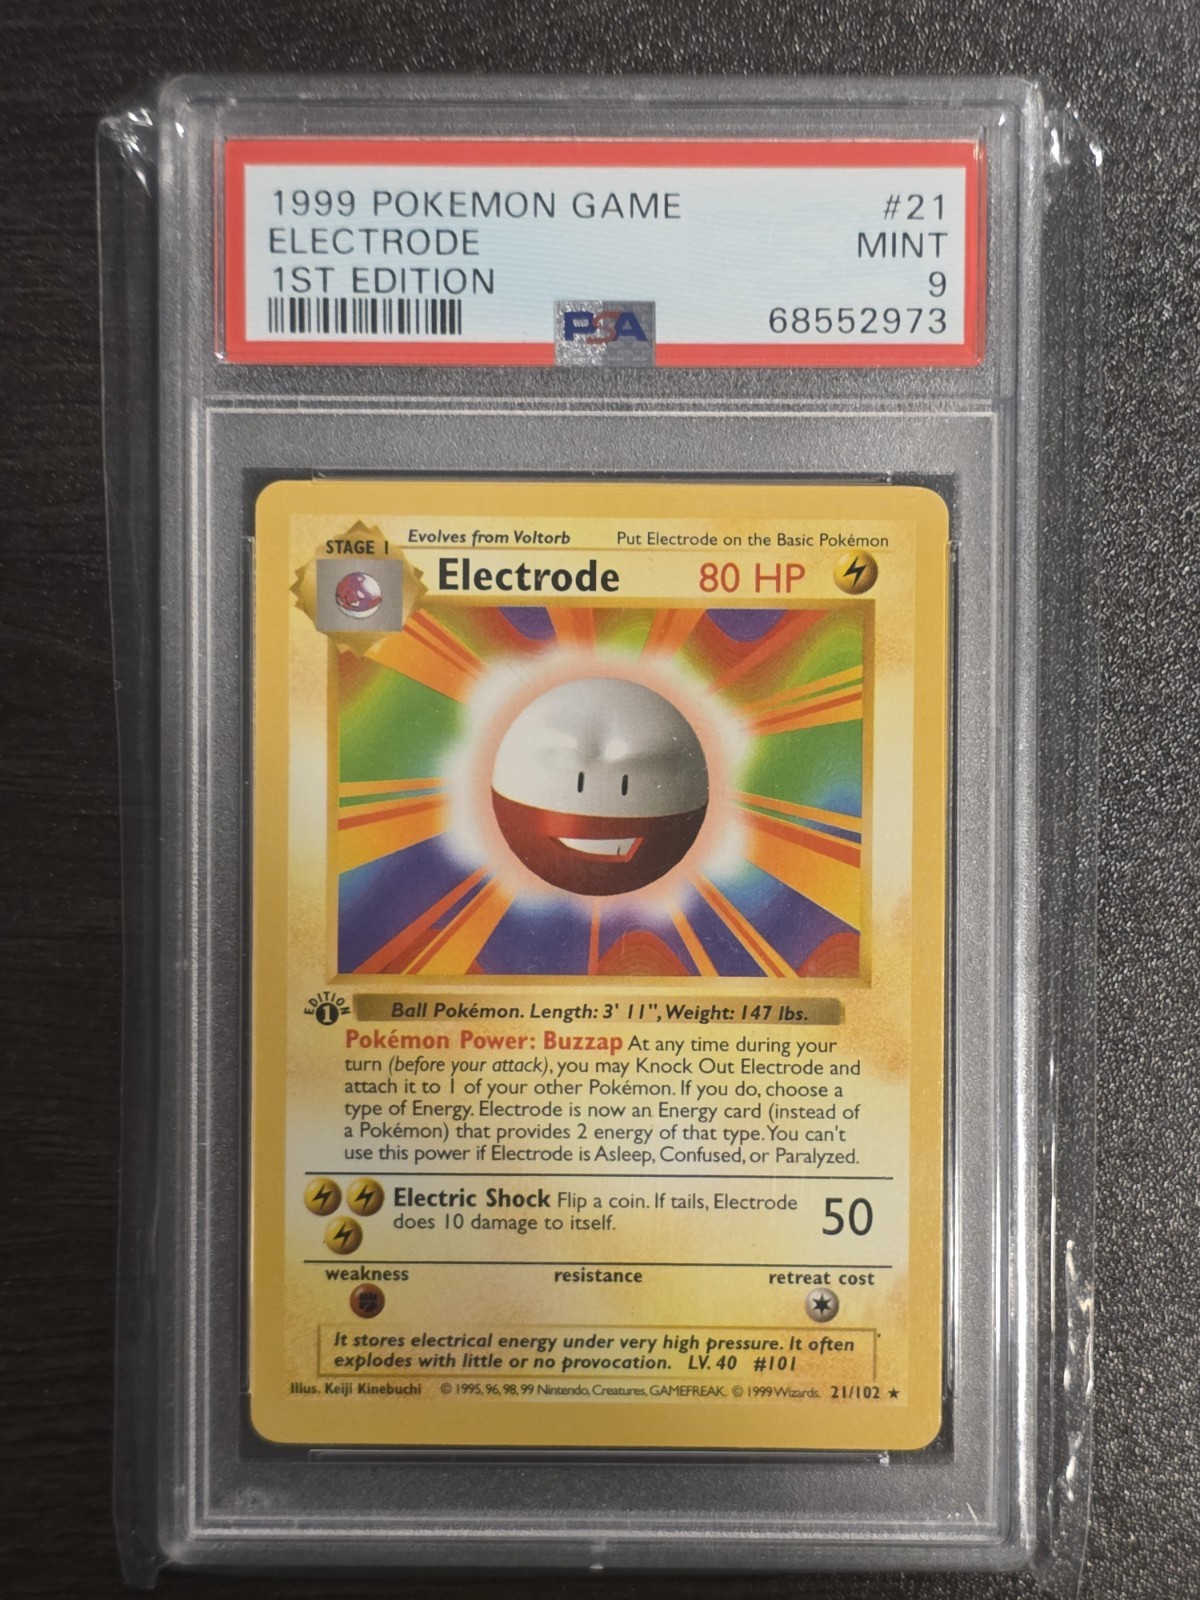 1999 POKEMON GAME #21
ELECTRODE MINT
1ST EDITION 9
PSA 68552973
STAGE 1 Evolves from Voltorb Put Electrode on the Basic Pokémon
Electrode 80 HP
EDITION 1
Ball Pokémon. Length: 3' 11", Weight: 147 lbs.
Pokémon Power: Buzzap At any time during your
turn (before your attack), you may Knock Out Electrode and
attach it to 1 of your other Pokémon. If you do, choose a
type of Energy. Electrode is now an Energy card (instead of
a Pokémon) that provides 2 energy of that type. You can't
use this power if Electrode is Asleep, Confused, or Paralyzed.
Electric Shock Flip a coin. If tails, Electrode
does 10 damage to itself. 50
weakness resistance retreat cost
It stores electrical energy under very high pressure. It often
explodes with little or no provocation. LV. 40 #101
Illus. Keiji Kinebuchi © 1995, 96, 98, 99 Nintendo, Creatures, GAMEFREAK. © 1999 Wizards. 21/102 ★